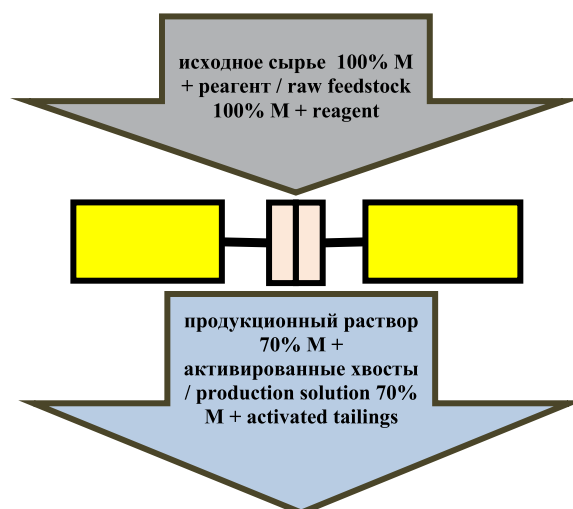 исходное сырье 100% М
+ реагент / raw feedstock
100% M + reagent
продукционный раствор
70% М +
активированные хвосты
/ production solution 70%
M + activated tailings